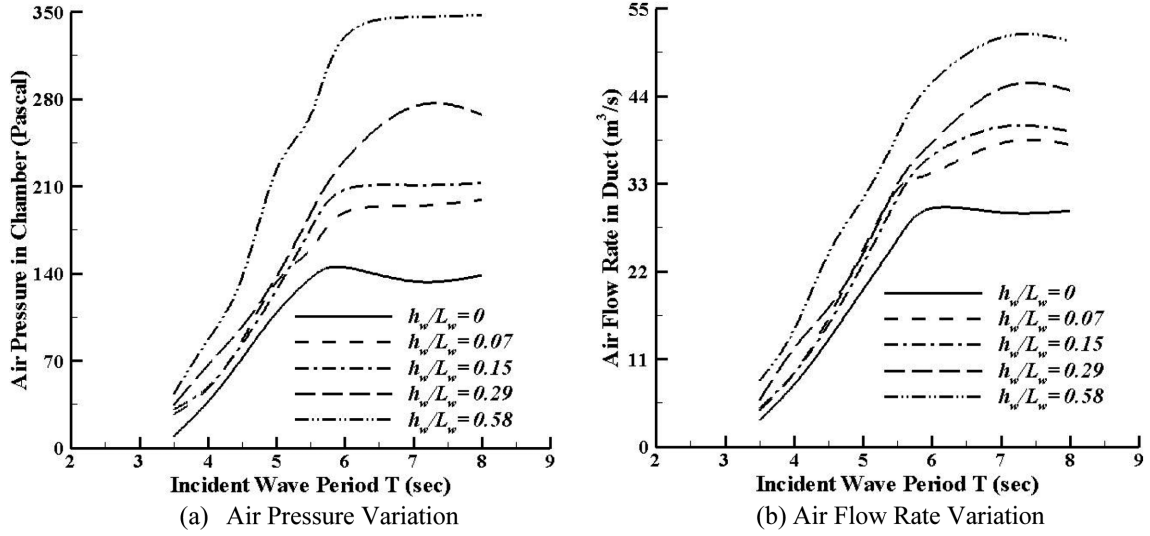 350
280
210
140
70
0
Air Pressure in Chamber (Pascal)
h_w/L_w = 0
h_w/L_w = 0.07
h_w/L_w = 0.15
h_w/L_w = 0.29
h_w/L_w = 0.58
2 3 4 5 6 7 8 9
Incident Wave Period T (sec)
(a) Air Pressure Variation
55
44
33
22
11
0
Air Flow Rate in Duct (m³/s)
h_w/L_w = 0
h_w/L_w = 0.07
h_w/L_w = 0.15
h_w/L_w = 0.29
h_w/L_w = 0.58
2 3 4 5 6 7 8 9
Incident Wave Period T (sec)
(b) Air Flow Rate Variation